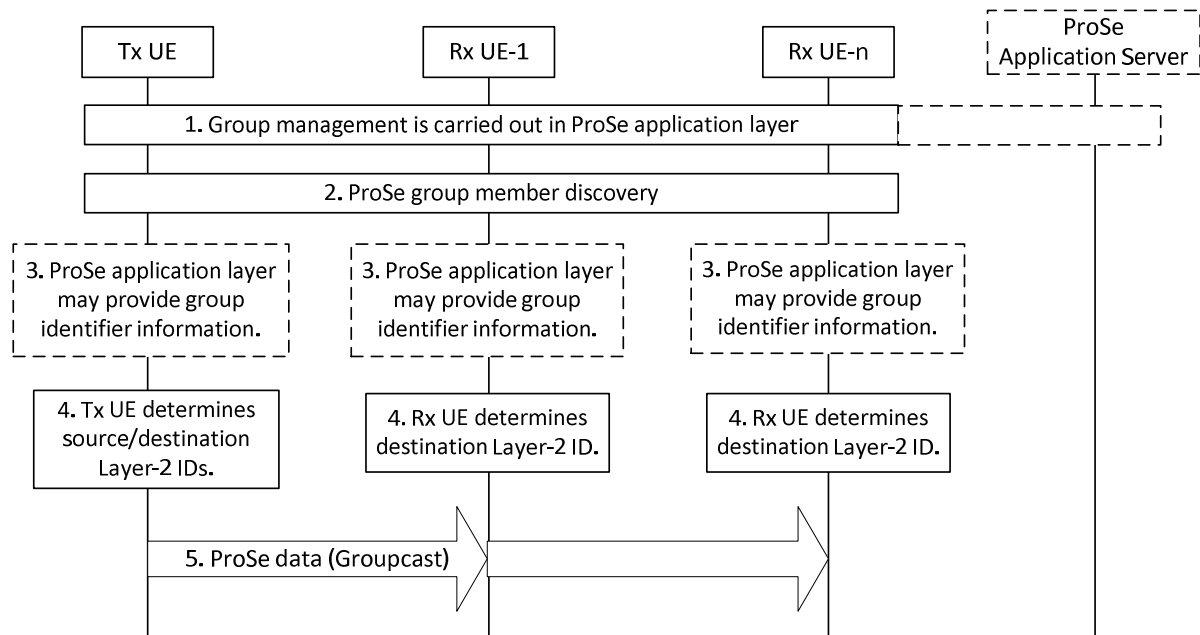 Tx UE
Rx UE-1
Rx UE-n
ProSe
Application Server
1. Group management is carried out in ProSe application layer
2. ProSe group member discovery
3. ProSe application layer
may provide group
identifier information.
3. ProSe application layer
may provide group
identifier information.
3. ProSe application layer
may provide group
identifier information.
4. Tx UE determines
source/destination
Layer-2 IDs.
4. Rx UE determines
destination Layer-2 ID.
4. Rx UE determines
destination Layer-2 ID.
5. ProSe data (Groupcast)